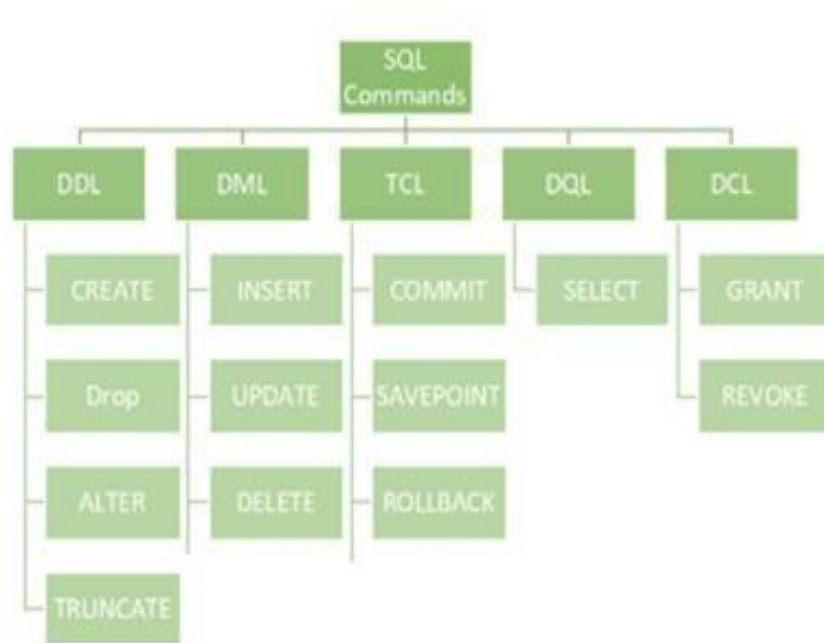 SQL
Commands
DDL
DML
TCL
DQL
DCL
CREATE
INSERT
COMMIT
SELECT
GRANT
Drop
UPDATE
SAVEPOINT
REVOKE
ALTER
DELETE
ROLLBACK
TRUNCATE